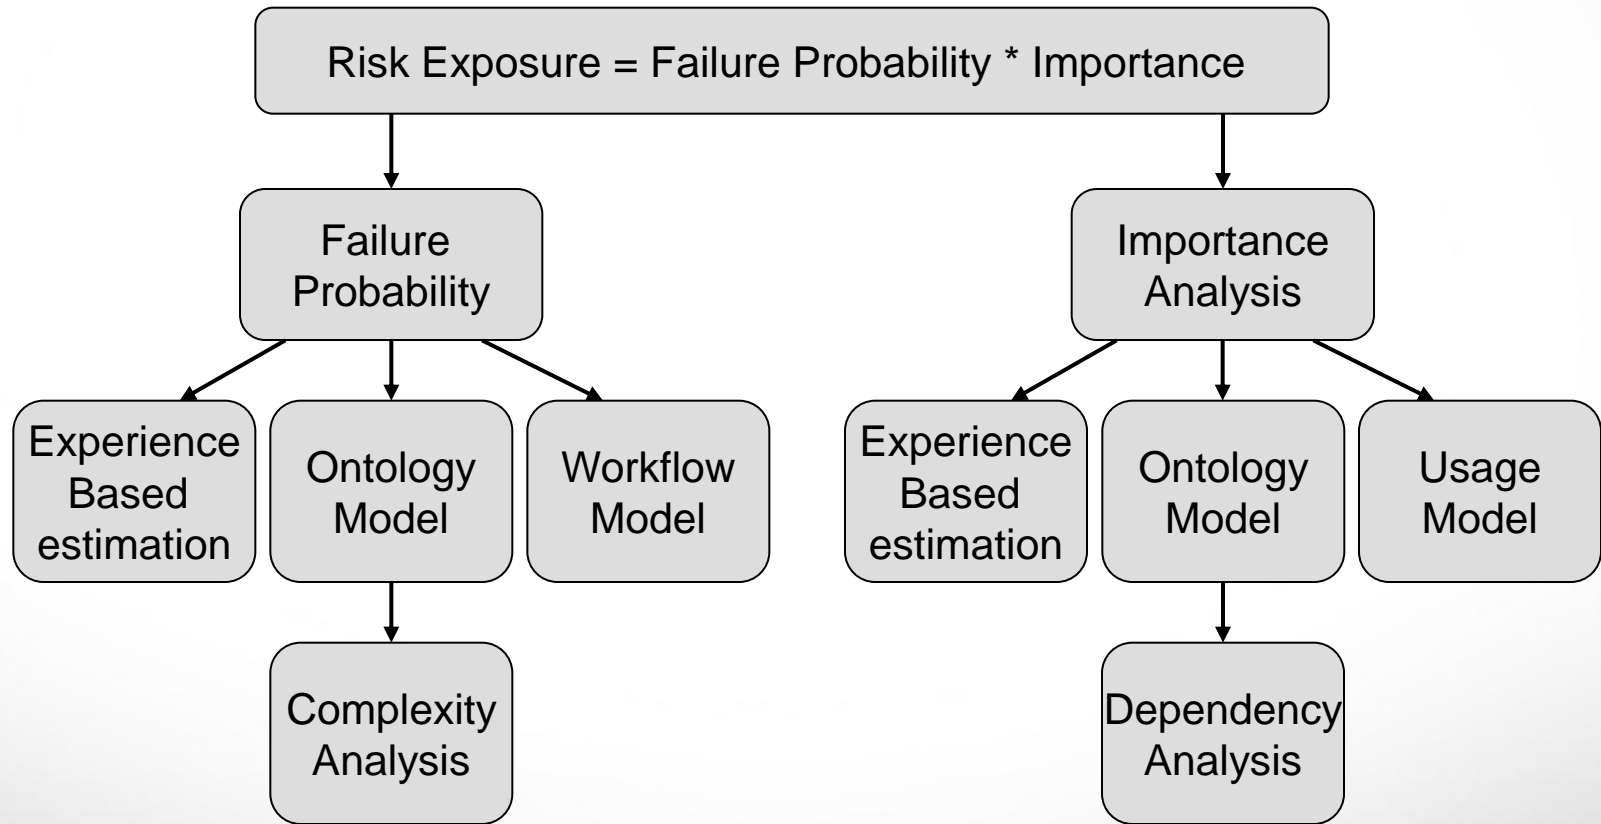 Risk Exposure = Failure Probability * Importance
Failure
Probability
Importance
Analysis
Experience
Based
estimation
Ontology
Model
Workflow
Model
Experience
Based
estimation
Ontology
Model
Usage
Model
Complexity
Analysis
Dependency
Analysis